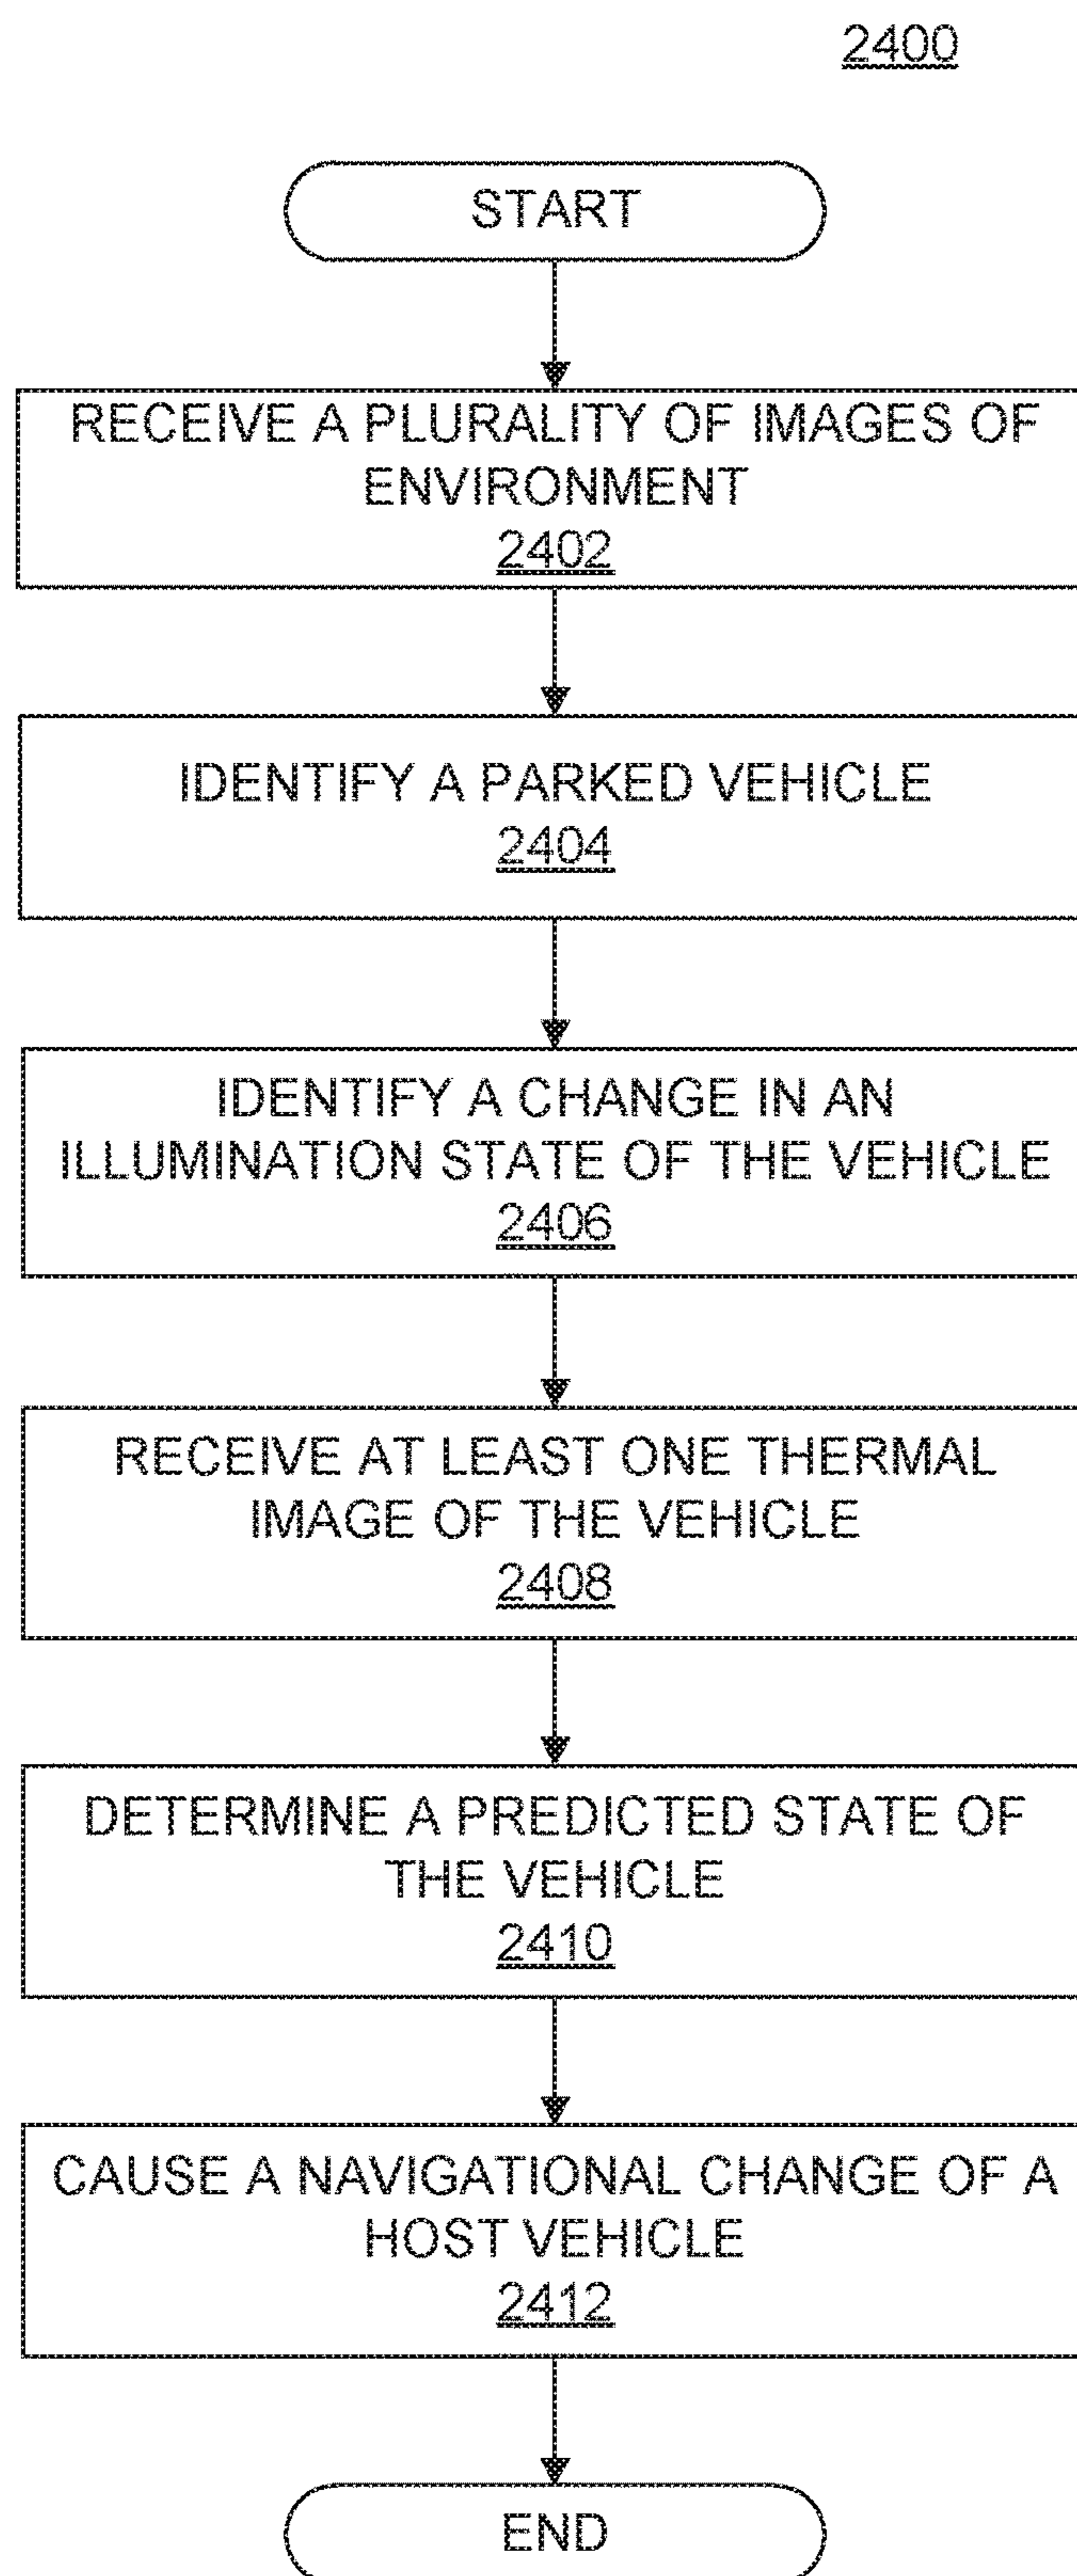 2400
START
RECEIVE A PLURALITY OF IMAGES OF
ENVIRONMENT
2402
IDENTIFY A PARKED VEHICLE
2404
IDENTIFY A CHANGE IN AN
ILLUMINATION STATE OF THE VEHICLE
2406
RECEIVE AT LEAST ONE THERMAL
IMAGE OF THE VEHICLE
2408
DETERMINE A PREDICTED STATE OF
THE VEHICLE
2410
CAUSE A NAVIGATIONAL CHANGE OF A
HOST VEHICLE
2412
END